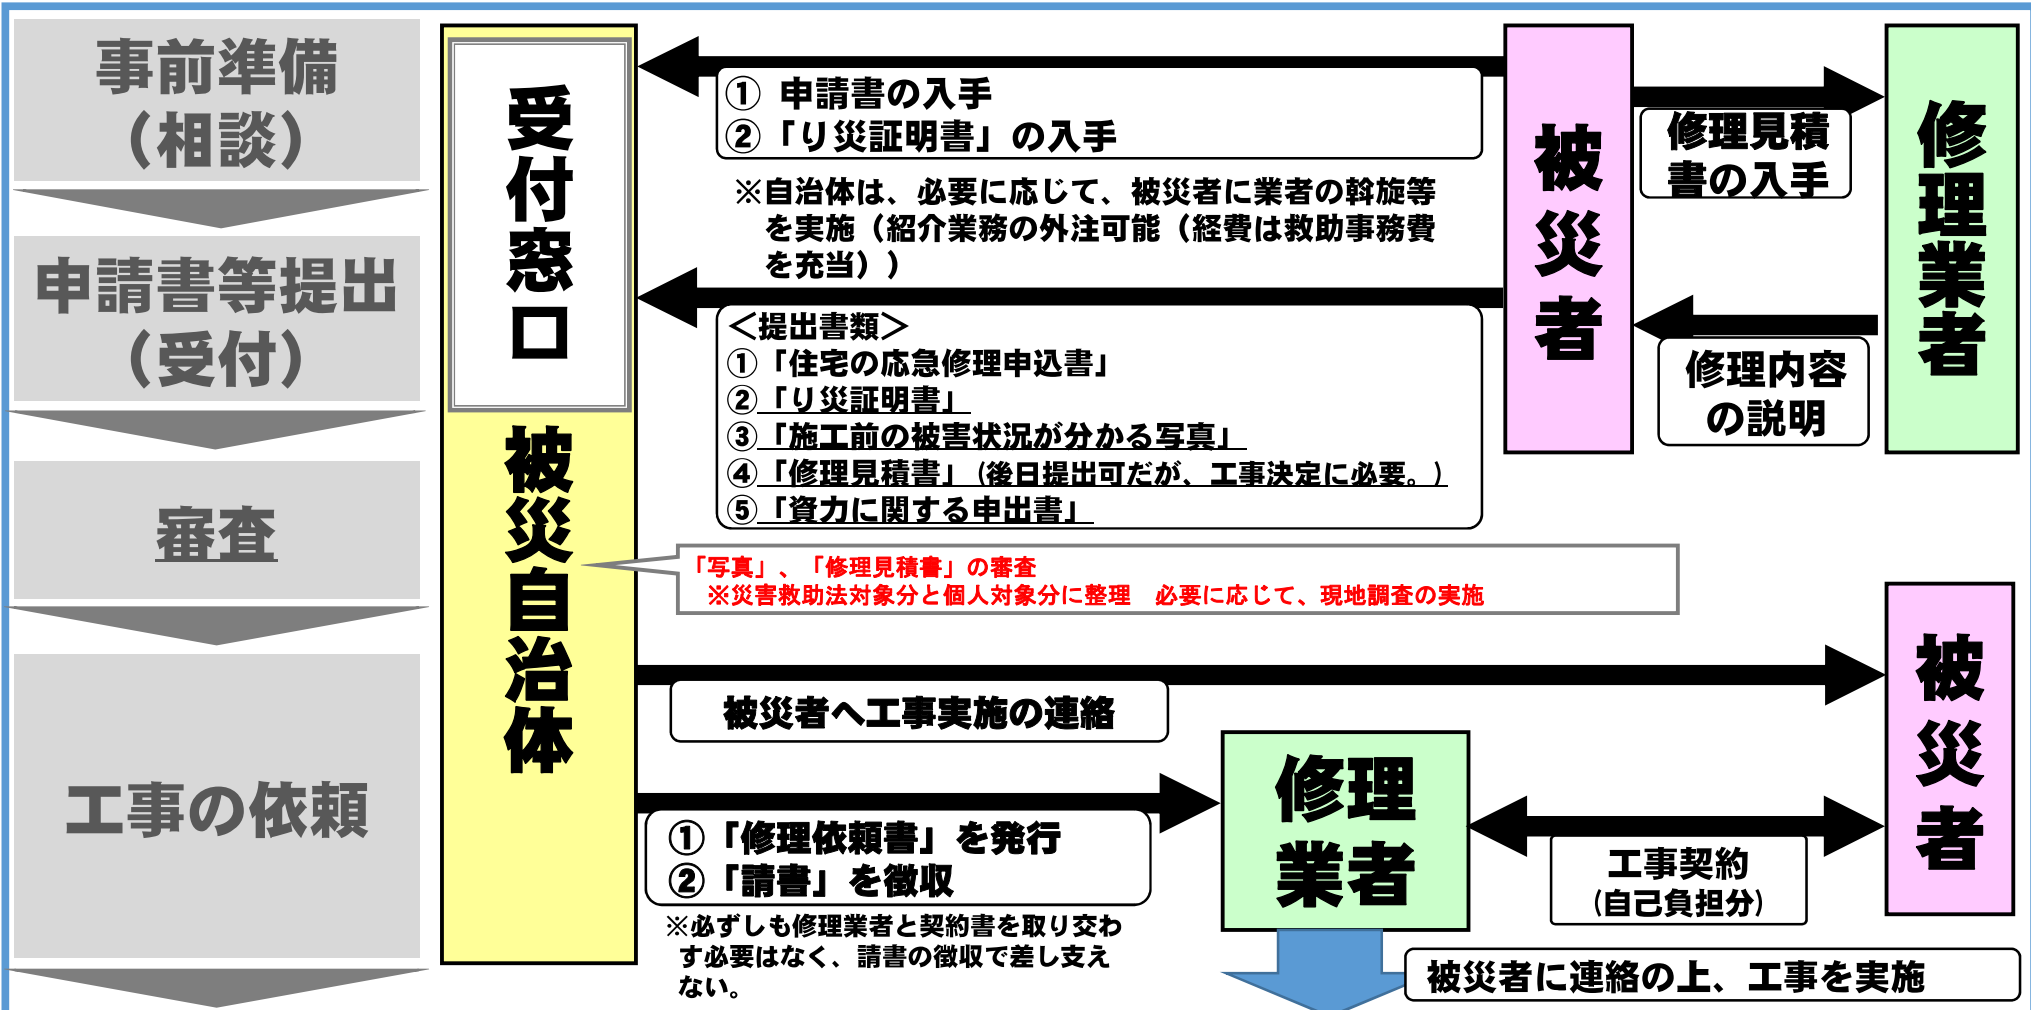 事前準備
（相談）
申請書等提出
（受付）
審査
工事の依頼
受付窓口
被災自治体
① 申請書の入手
②「り災証明書」の入手
※自治体は、必要に応じて、被災者に業者の斡旋等
を実施（紹介業務の外注可能（経費は救助事務費
を充当））
＜提出書類＞
①「住宅の応急修理申込書」
②「り災証明書」
③「施工前の被害状況が分かる写真」
④「修理見積書」（後日提出可だが、工事決定に必要。）
⑤「資力に関する申出書」
被災者
修理見積
書の入手
修理内容
の説明
修理業者
「写真」、「修理見積書」の審査
※災害救助法対象分と個人対象分に整理　必要に応じて、現地調査の実施
被災者へ工事実施の連絡
①「修理依頼書」を発行
②「請書」を徴収
※必ずしも修理業者と契約書を取り交わ
す必要はなく、請書の徴収で差し支え
ない。
修理
業者
工事契約
（自己負担分）
被災者
被災者に連絡の上、工事を実施